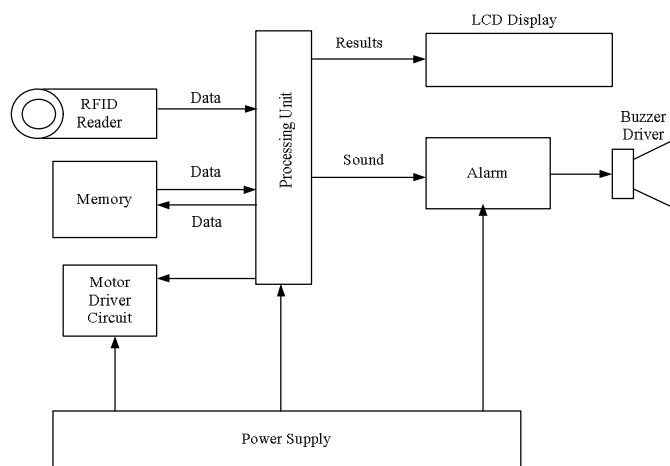 LCD Display
Results
RFID
Reader
Data
Processing Unit
Buzzer
Driver
Sound
Alarm
Data
Memory
Data
Motor
Driver
Circuit
Power Supply